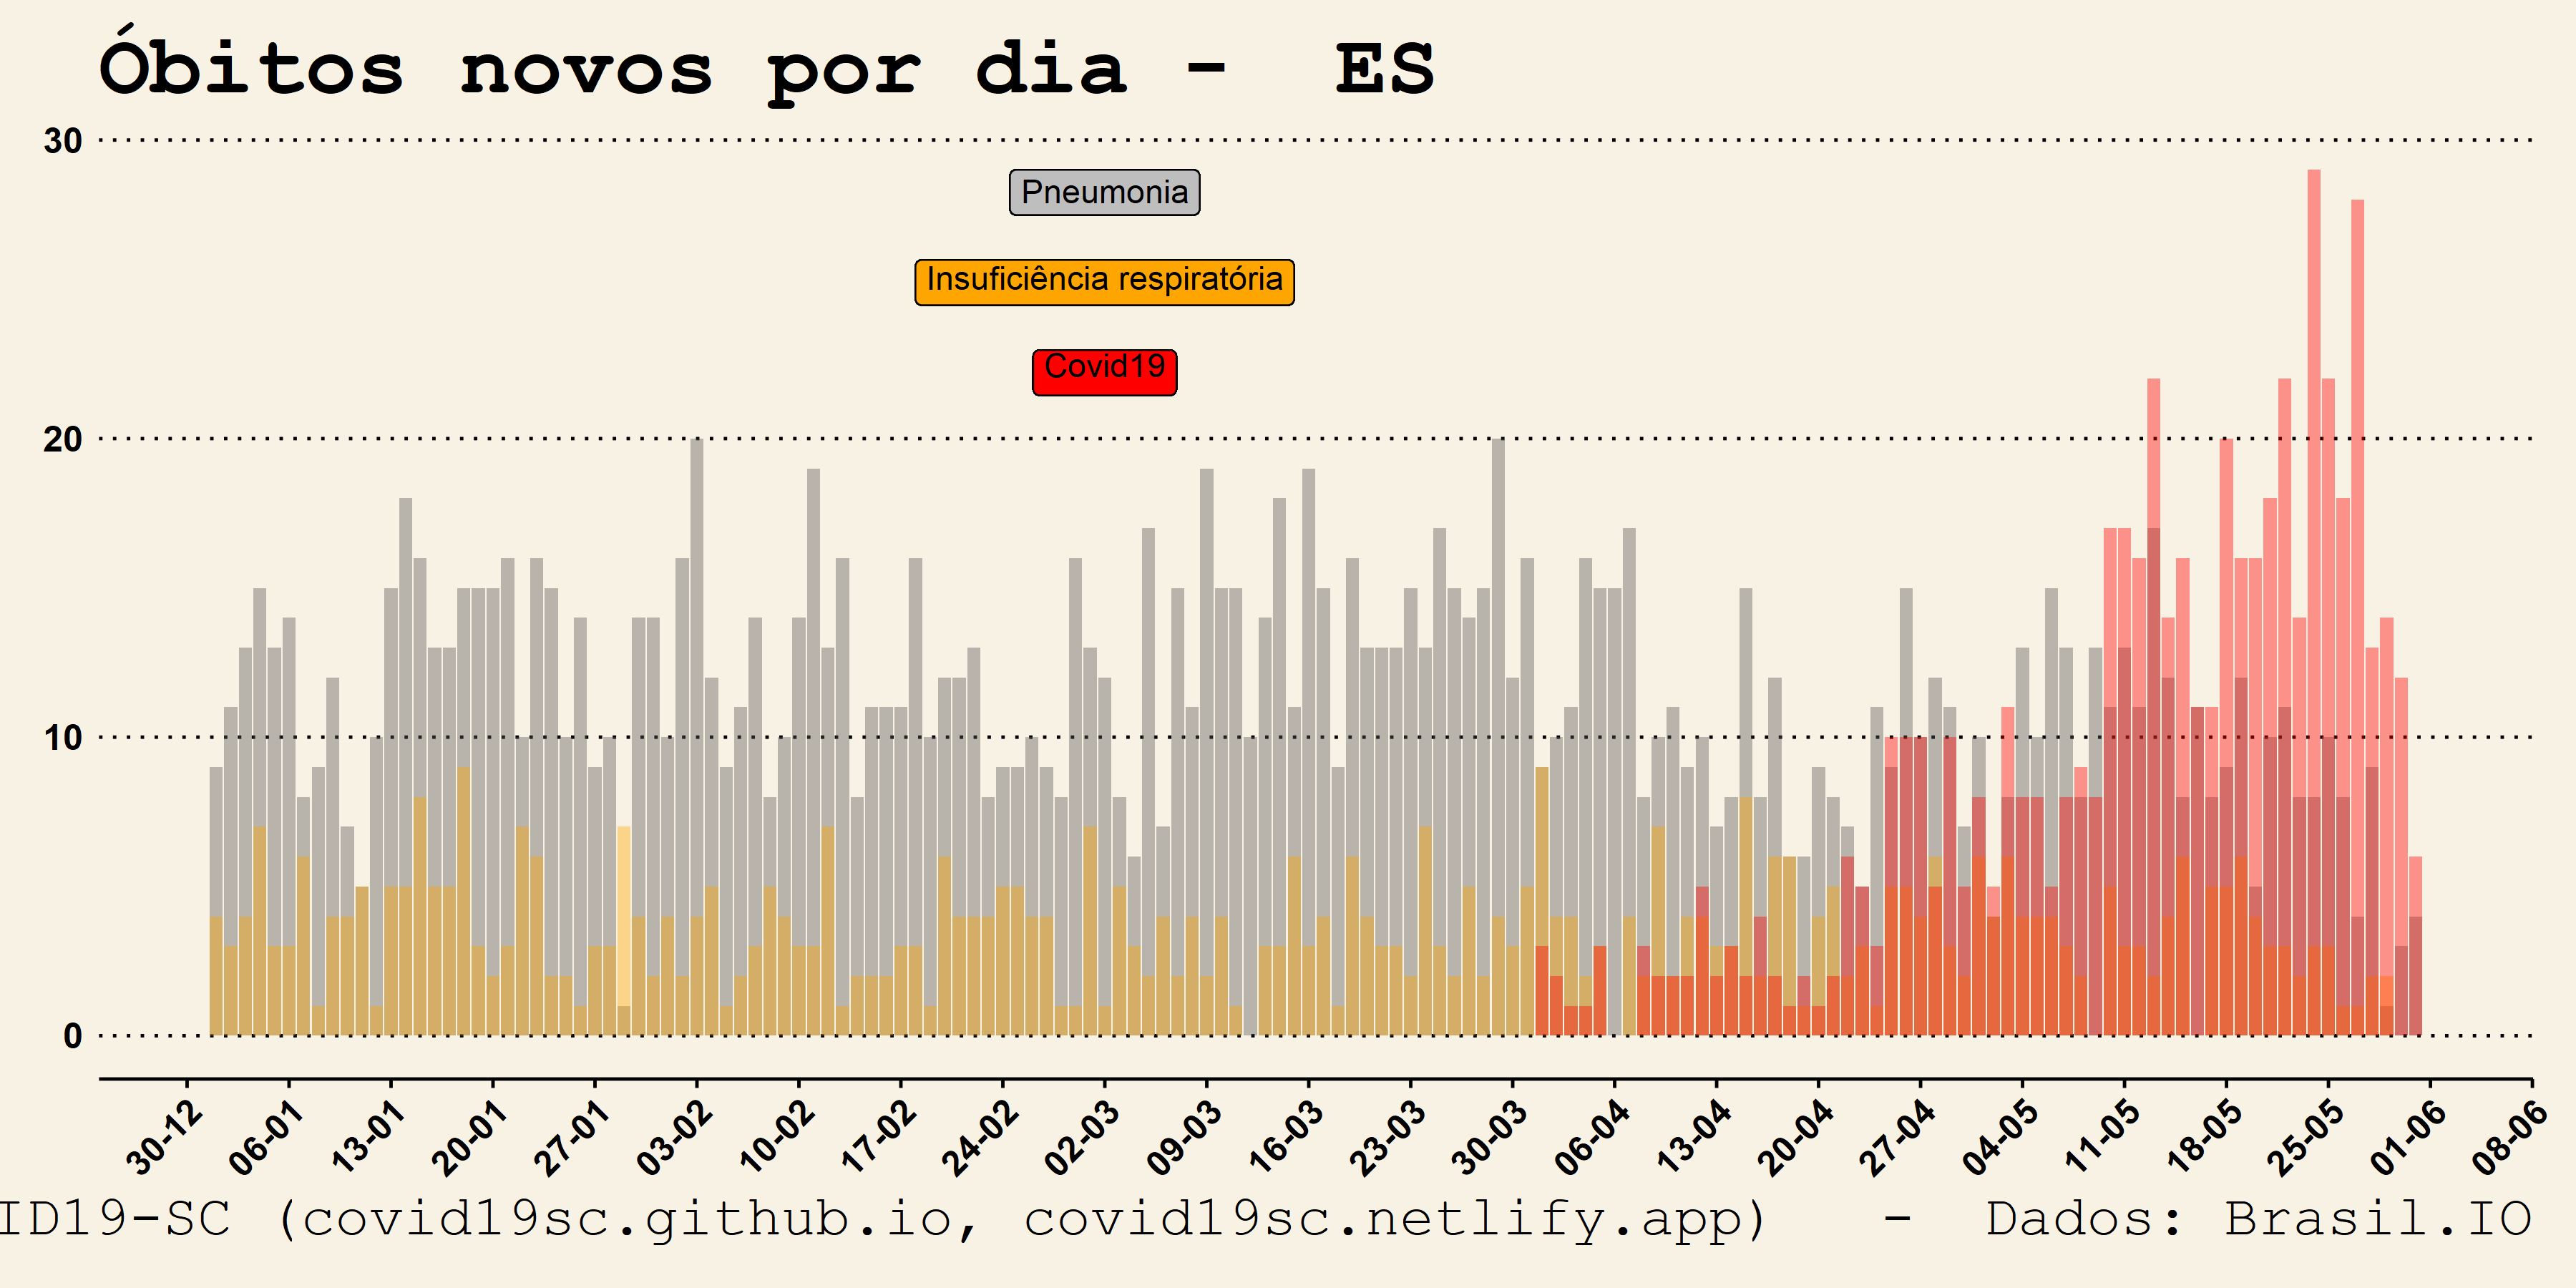 Óbitos novos por dia -  ES
30
Pneumonia
Insuficiência respiratória
Covid19
20
10
0
30-12 06-01 13-01 20-01 27-01 03-02 10-02 17-02 24-02 02-03 09-03 16-03 23-03 30-03 06-04 13-04 20-04 27-04 04-05 11-05 18-05 25-05 01-06 08-06
ID19-SC (covid19sc.github.io, covid19sc.netlify.app)  -  Dados: Brasil.IO